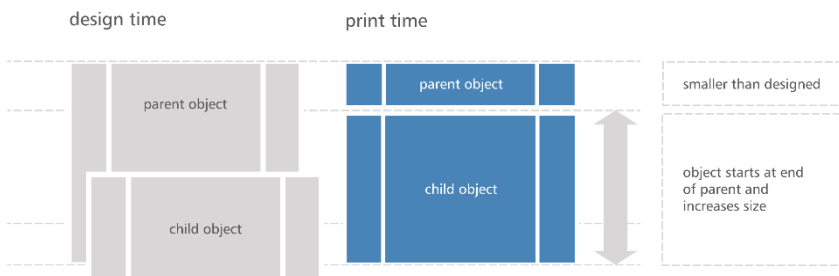 design time
print time
parent object
parent object
smaller than designed
child object
object starts at end
of parent and
increases size
child object